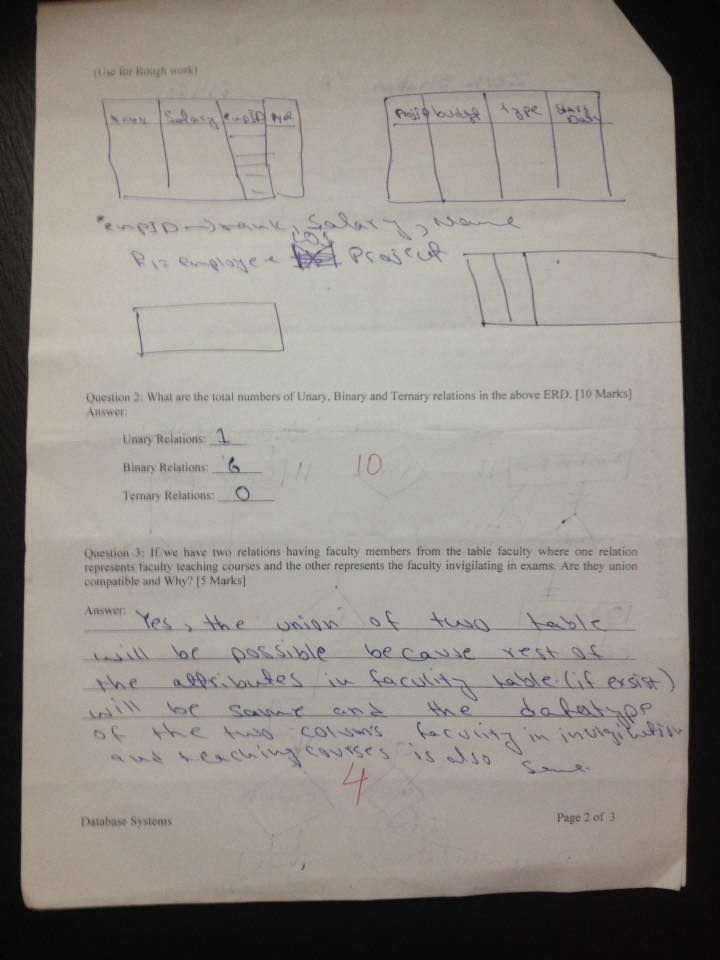 (Use for Rough work)
Rank Salary empID
ProjID budget type Start Date
empID → rank, Salary, Name
R1 = employee Project
Question 2: What are the total numbers of Unary, Binary and Ternary relations in the above ERD. [10 Marks]
Answer:
Unary Relations: 1
Binary Relations: 6
10
Ternary Relations: 0
Question 3: If we have two relations having faculty members from the table faculty where one relation
represents faculty teaching courses and the other represents the faculty invigilating in exams. Are they union
compatible and Why? [5 Marks]
Answer: Yes, the union of two table
will be possible because rest of
the attributes in faculity table (if exsist)
will be same and the datatype
of the two colums faculity in invigilation
and teaching courses is also same.
4
Database Systems
Page 2 of 3